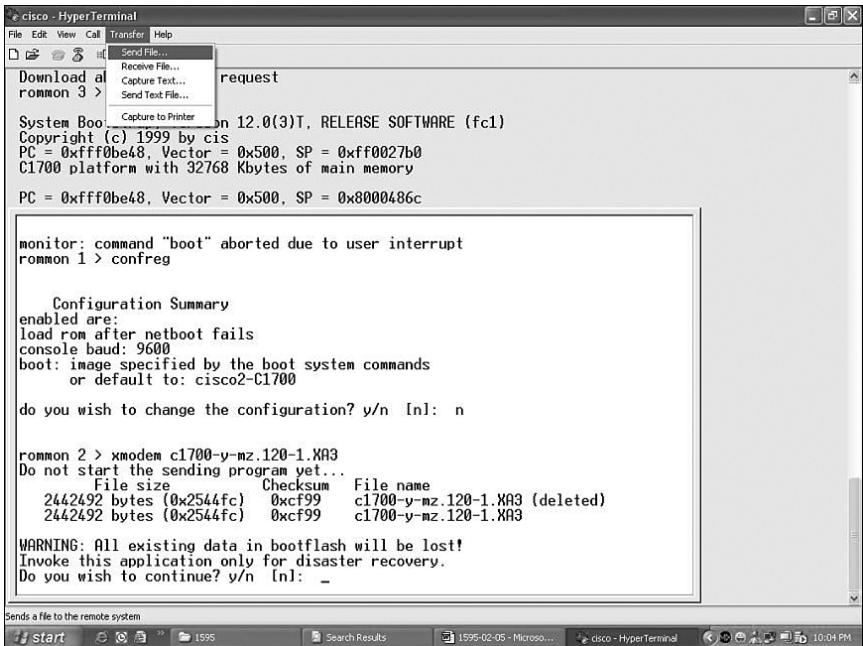 cisco - HyperTerminal
File Edit View Call Transfer Help
Send File...
Receive File...
Capture Text...
Send Text File...
Capture to Printer
Download request
rommon 3 >
System Boo on 12.0(3)T, RELEASE SOFTWARE (fc1)
Copyright (c) 1999 by cis
PC = 0xfff0be48, Vector = 0x500, SP = 0xff0027b0
C1700 platform with 32768 Kbytes of main memory
PC = 0xfff0be48, Vector = 0x500, SP = 0x8000486c
monitor: command "boot" aborted due to user interrupt
rommon 1 > confreg
Configuration Summary
enabled are:
load rom after netboot fails
console baud: 9600
boot: image specified by the boot system commands
or default to: cisco2-C1700
do you wish to change the configuration? y/n [n]: n
rommon 2 > xmodem c1700-y-mz.120-1.XA3
Do not start the sending program yet...
File size Checksum File name
2442492 bytes (0x2544fc) 0xcf99 c1700-y-mz.120-1.XA3 (deleted)
2442492 bytes (0x2544fc) 0xcf99 c1700-y-mz.120-1.XA3
WARNING: All existing data in bootflash will be lost!
Invoke this application only for disaster recovery.
Do you wish to continue? y/n [n]: _
Sends a file to the remote system
start
1595
Search Results
1595-02-05 - Microso...
cisco - HyperTerminal
10:04 PM